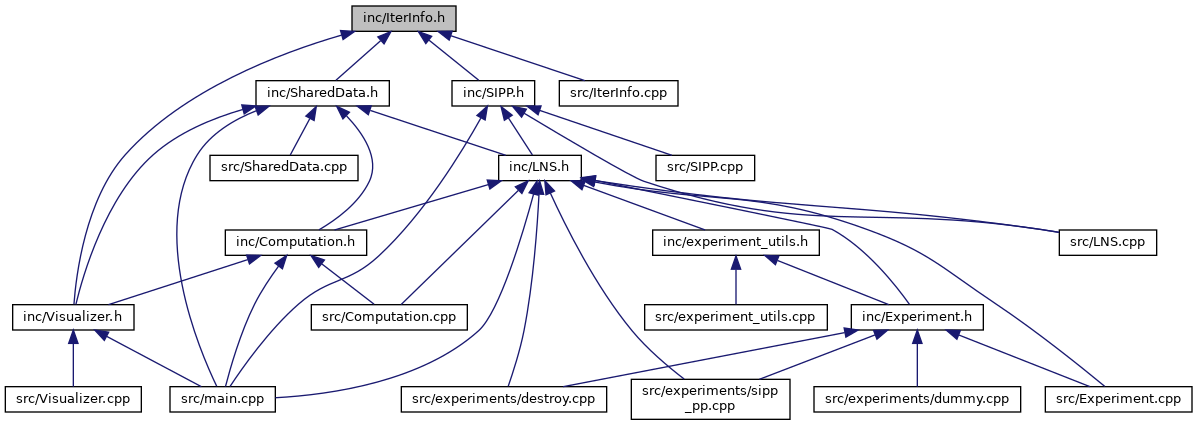 inc/IterInfo.h
inc/SharedData.h
inc/SIPP.h
src/IterInfo.cpp
src/SharedData.cpp
inc/LNS.h
src/SIPP.cpp
inc/Computation.h
inc/experiment_utils.h
src/LNS.cpp
inc/Visualizer.h
src/Computation.cpp
src/experiment_utils.cpp
inc/Experiment.h
src/Visualizer.cpp
src/main.cpp
src/experiments/destroy.cpp
src/experiments/sipp
_pp.cpp
src/experiments/dummy.cpp
src/Experiment.cpp